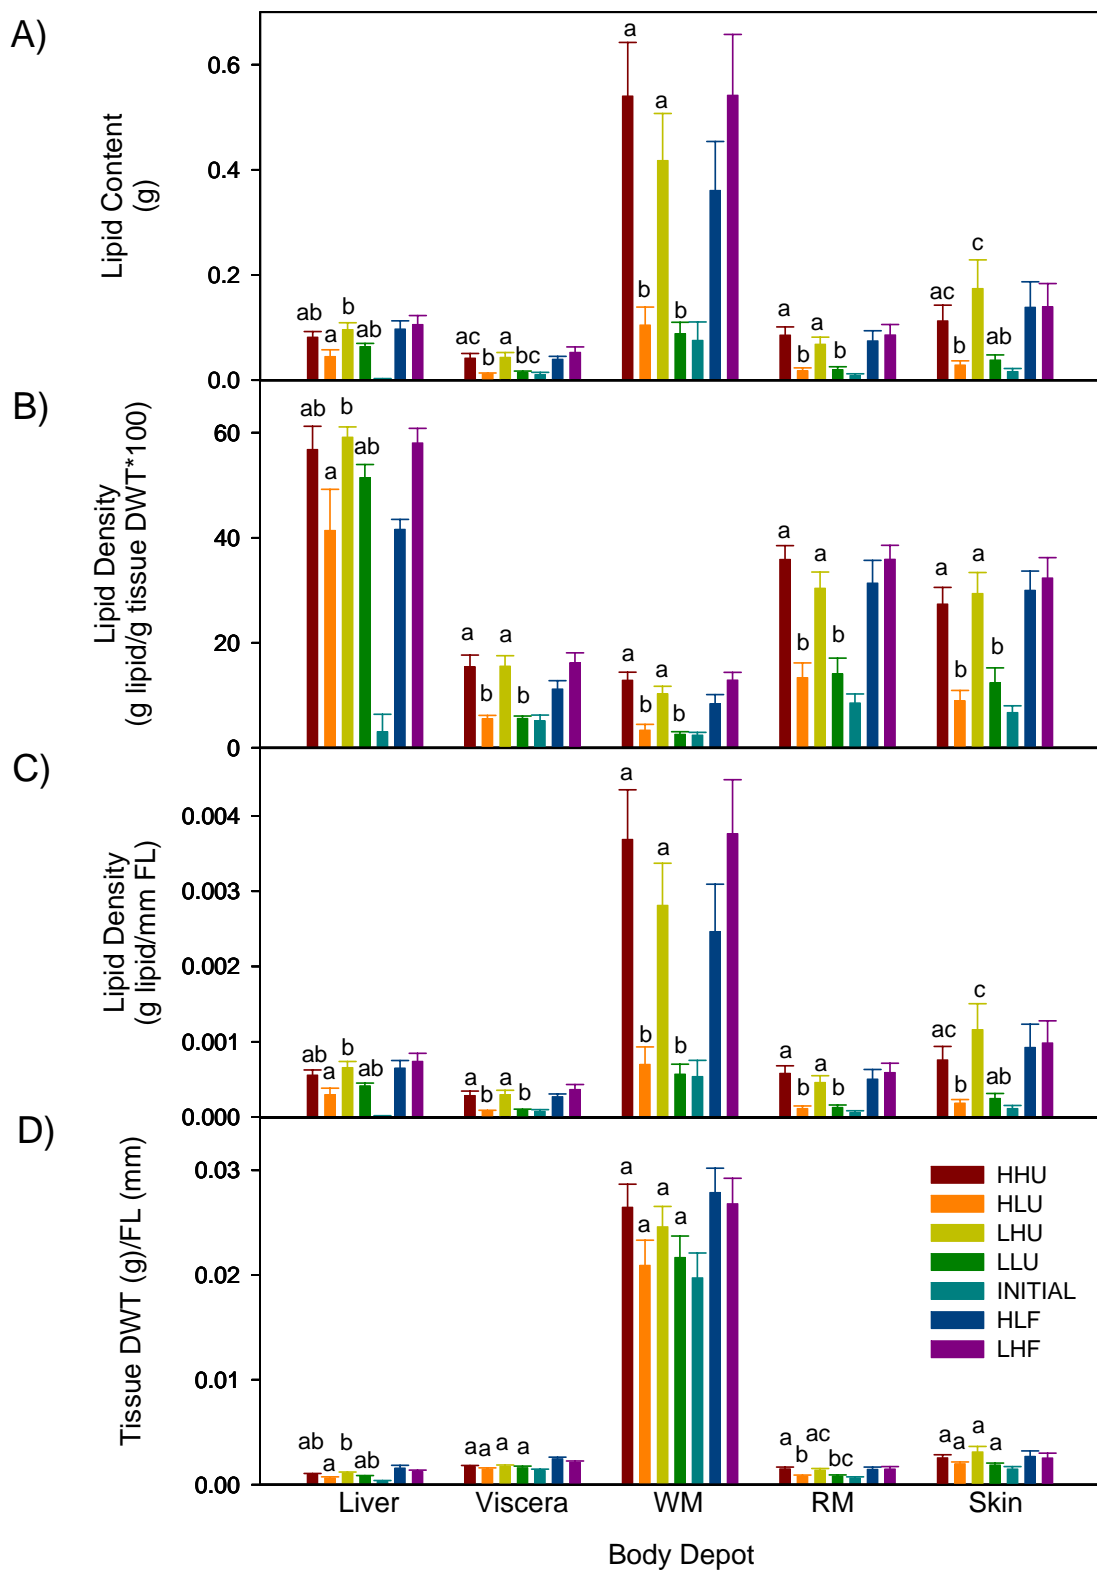 A)
Lipid Content
(g)
0.6
0.4
0.2
0.0
a
a
b
b
ab
a
b
ab
ac
b
a
bc
a
b
a
b
ac
b
c
ab
B)
Lipid Density
(g lipid/g tissue DWT*100)
60
40
20
0
ab
a
b
ab
a
b
a
b
a
b
a
b
a
b
a
b
a
b
a
b
C)
Lipid Density
(g lipid/mm FL)
0.004
0.003
0.002
0.001
0.000
ab
a
b
ab
a
b
a
b
a
b
a
b
a
b
a
b
ac
b
c
ab
D)
Tissue DWT (g)/FL (mm)
0.03
0.02
0.01
0.00
ab
a
b
ab
a
a
a
a
a
a
a
a
a
b
ac
bc
a
a
a
a
HHU
HLU
LHU
LLU
INITIAL
HLF
LHF
Liver Viscera WM RM Skin
Body Depot